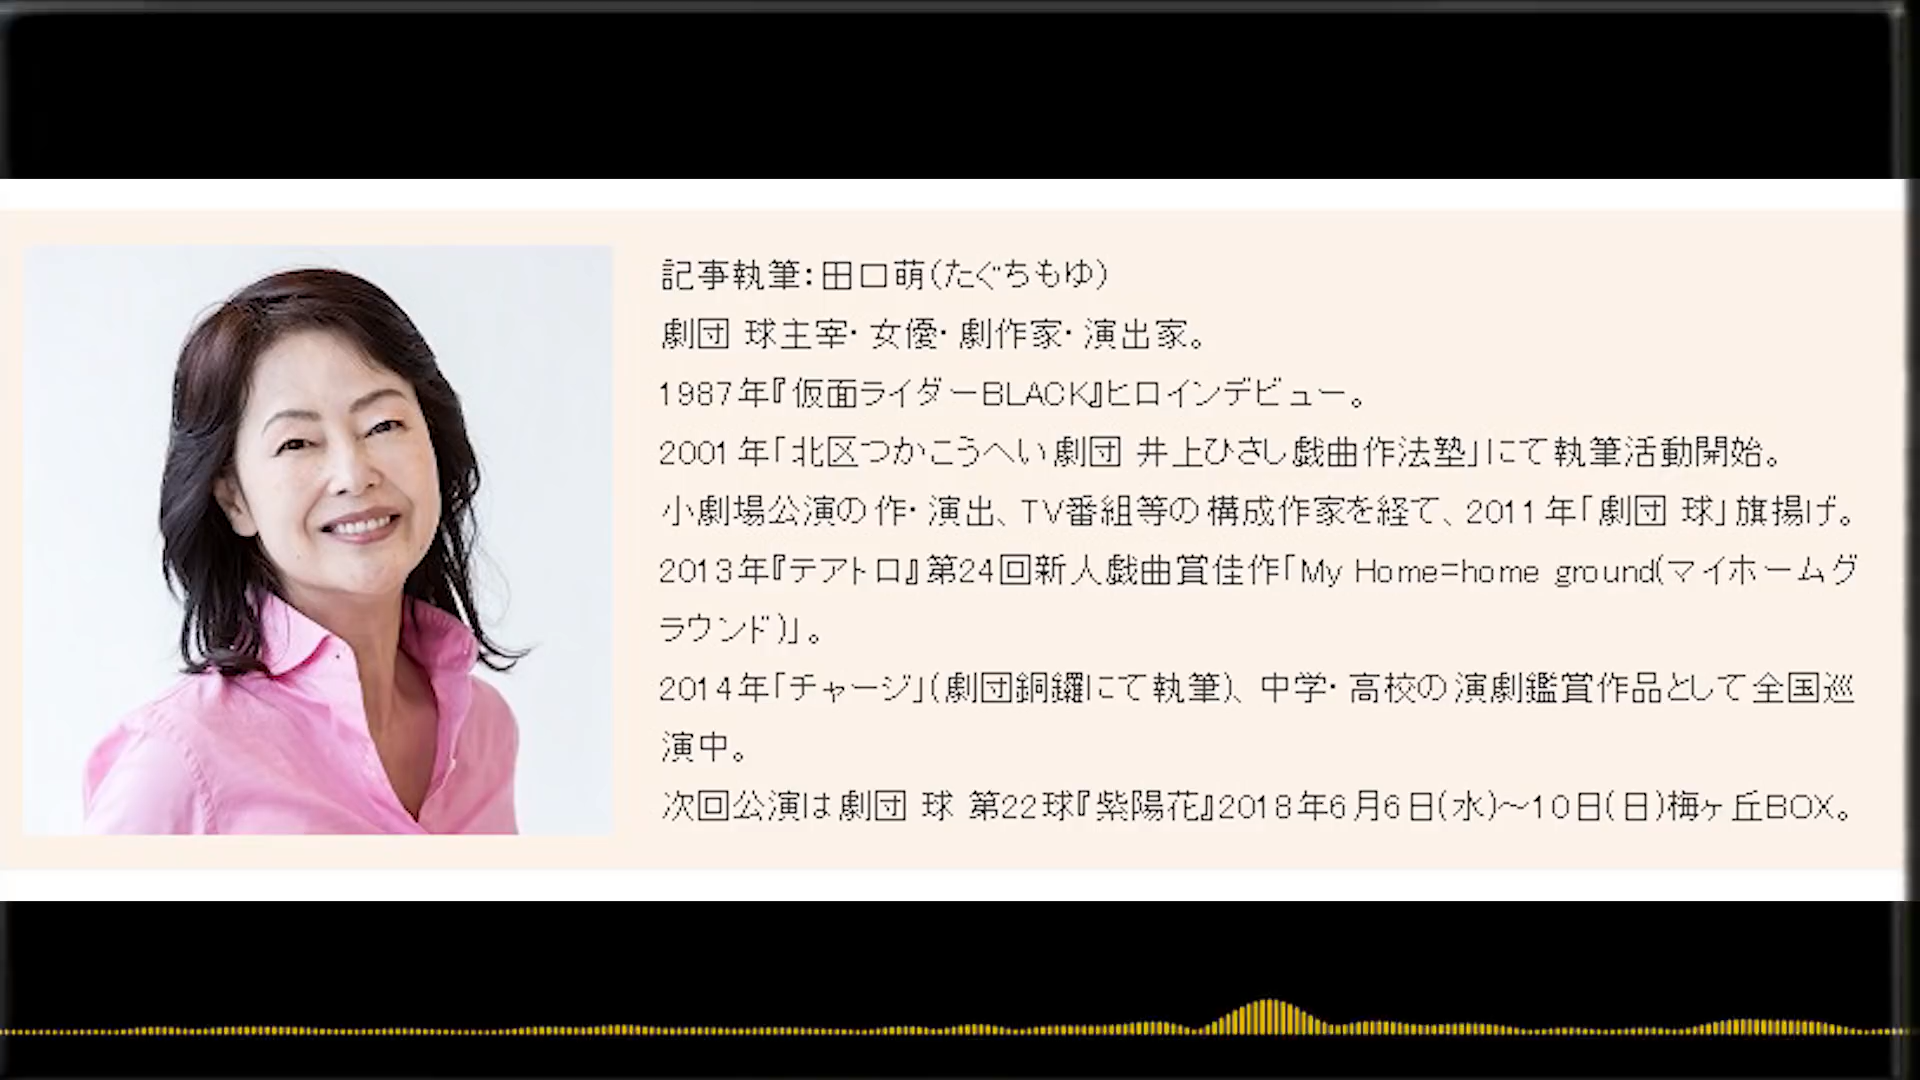 記事執筆：田口萌（たぐちもゆ）
劇団 球主宰・女優・劇作家・演出家。
1987年『仮面ライダーBLACK』ヒロインデビュー。
2001年「北区つかこうへい劇団 井上ひさし戯曲作法塾」にて執筆活動開始。
小劇場公演の作・演出、TV番組等の構成作家を経て、2011年「劇団 球」旗揚げ。
2013年『テアトロ』第24回新人戯曲賞佳作「My Home=home ground(マイホームグ
ラウンド)」。
2014年「チャージ」（劇団銅鑼にて執筆）、中学・高校の演劇鑑賞作品として全国巡
演中。
次回公演は劇団 球 第22球『紫陽花』2018年6月6日(水)～10日(日)梅ヶ丘BOX。